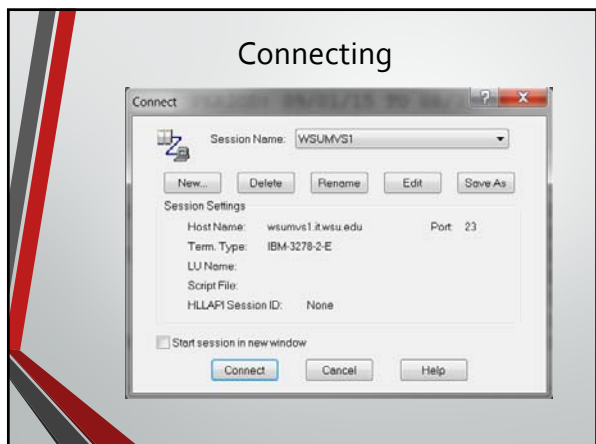 Connecting
Connect
Session Name: WSUMVS1
New... Delete Rename Edit Save As
Session Settings
Host Name: wsumvs1.it.wsu.edu Port: 23
Term. Type: IBM-3278-2-E
LU Name:
Script File:
HLLAPI Session ID: None
Start session in new window
Connect Cancel Help